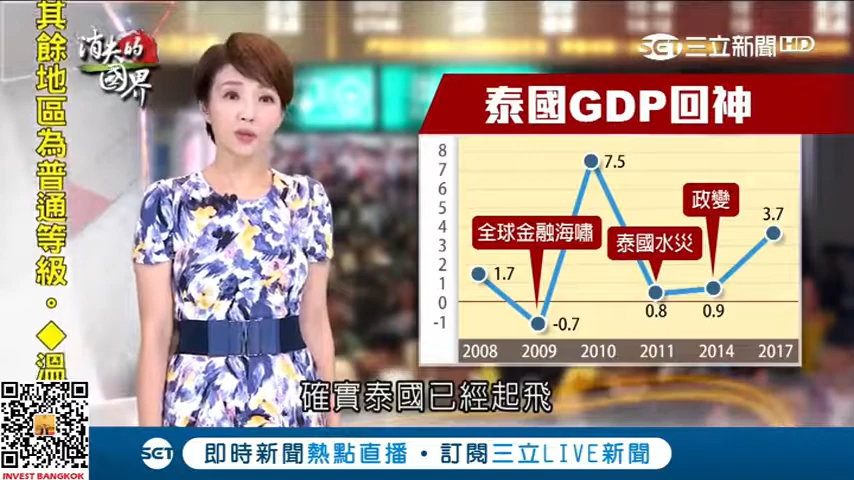 其餘地區為普通等級。◆溫
消失的
國界
SET三立新聞HD
泰國GDP回神
8
7
6
5
4
3
2
1
0
-1
1.7
全球金融海嘯
-0.7
7.5
泰國水災
0.8
政變
0.9
3.7
2008 2009 2010 2011 2014 2017
確實泰國已經起飛
INVEST BANGKOK
SET 即時新聞熱點直播・訂閱三立LIVE新聞